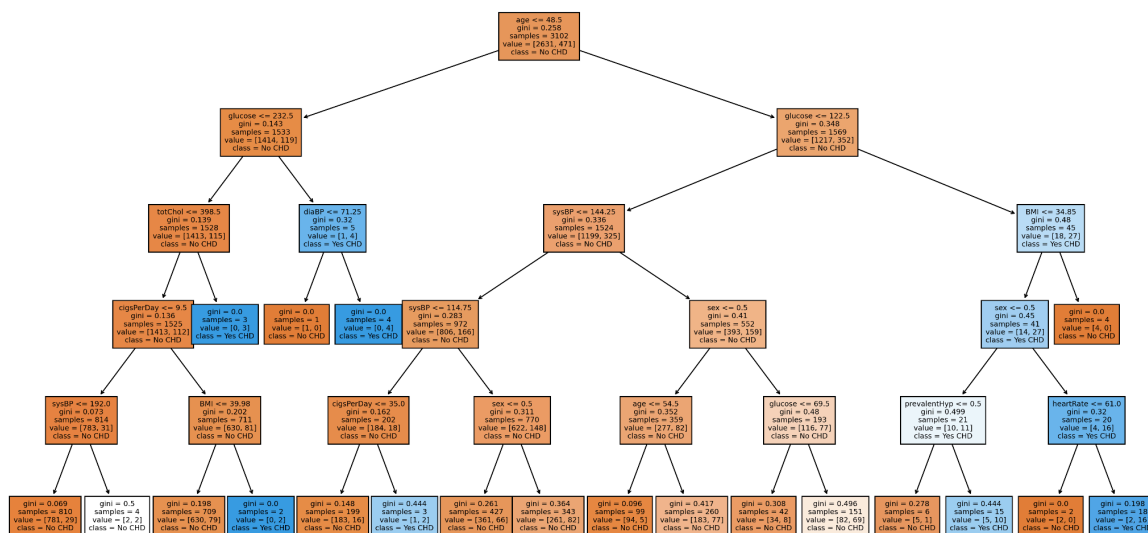 age <= 48.5
gini = 0.258
samples = 3102
value = [2631, 471]
class = No CHD
glucose <= 232.5
gini = 0.143
samples = 1533
value = [1414, 119]
class = No CHD
glucose <= 122.5
gini = 0.348
samples = 1569
value = [1217, 352]
class = No CHD
totChol <= 398.5
gini = 0.139
samples = 1528
value = [1413, 115]
class = No CHD
diaBP <= 71.25
gini = 0.32
samples = 5
value = [1, 4]
class = Yes CHD
sysBP <= 144.25
gini = 0.336
samples = 1524
value = [1199, 325]
class = No CHD
BMI <= 34.85
gini = 0.48
samples = 45
value = [18, 27]
class = Yes CHD
cigsPerDay <= 9.5
gini = 0.136
samples = 1525
value = [1413, 112]
class = No CHD
gini = 0.0
samples = 3
value = [0, 3]
class = Yes CHD
gini = 0.0
samples = 1
value = [1, 0]
class = No CHD
gini = 0.0
samples = 4
value = [0, 4]
class = Yes CHD
sysBP <= 114.75
gini = 0.283
samples = 972
value = [806, 166]
class = No CHD
sex <= 0.5
gini = 0.41
samples = 552
value = [393, 159]
class = No CHD
sex <= 0.5
gini = 0.45
samples = 41
value = [14, 27]
class = Yes CHD
gini = 0.0
samples = 4
value = [4, 0]
class = No CHD
sysBP <= 192.0
gini = 0.073
samples = 814
value = [783, 31]
class = No CHD
BMI <= 39.98
gini = 0.202
samples = 711
value = [630, 81]
class = No CHD
cigsPerDay <= 35.0
gini = 0.162
samples = 202
value = [184, 18]
class = No CHD
sex <= 0.5
gini = 0.311
samples = 770
value = [622, 148]
class = No CHD
age <= 54.5
gini = 0.352
samples = 359
value = [277, 82]
class = No CHD
glucose <= 69.5
gini = 0.48
samples = 193
value = [116, 77]
class = No CHD
prevalentHyp <= 0.5
gini = 0.499
samples = 21
value = [10, 11]
class = Yes CHD
heartRate <= 61.0
gini = 0.32
samples = 20
value = [4, 16]
class = Yes CHD
gini = 0.069
samples = 810
value = [781, 29]
class = No CHD
gini = 0.5
samples = 4
value = [2, 2]
class = No CHD
gini = 0.198
samples = 709
value = [630, 79]
class = No CHD
gini = 0.0
samples = 2
value = [0, 2]
class = Yes CHD
gini = 0.148
samples = 199
value = [183, 16]
class = No CHD
gini = 0.444
samples = 3
value = [1, 2]
class = Yes CHD
gini = 0.261
samples = 427
value = [361, 66]
class = No CHD
gini = 0.364
samples = 343
value = [261, 82]
class = No CHD
gini = 0.096
samples = 99
value = [94, 5]
class = No CHD
gini = 0.417
samples = 260
value = [183, 77]
class = No CHD
gini = 0.308
samples = 42
value = [34, 8]
class = No CHD
gini = 0.496
samples = 151
value = [82, 69]
class = No CHD
gini = 0.278
samples = 6
value = [5, 1]
class = No CHD
gini = 0.444
samples = 15
value = [5, 10]
class = Yes CHD
gini = 0.0
samples = 2
value = [2, 0]
class = No CHD
gini = 0.198
samples = 18
value = [2, 16]
class = Yes CHD